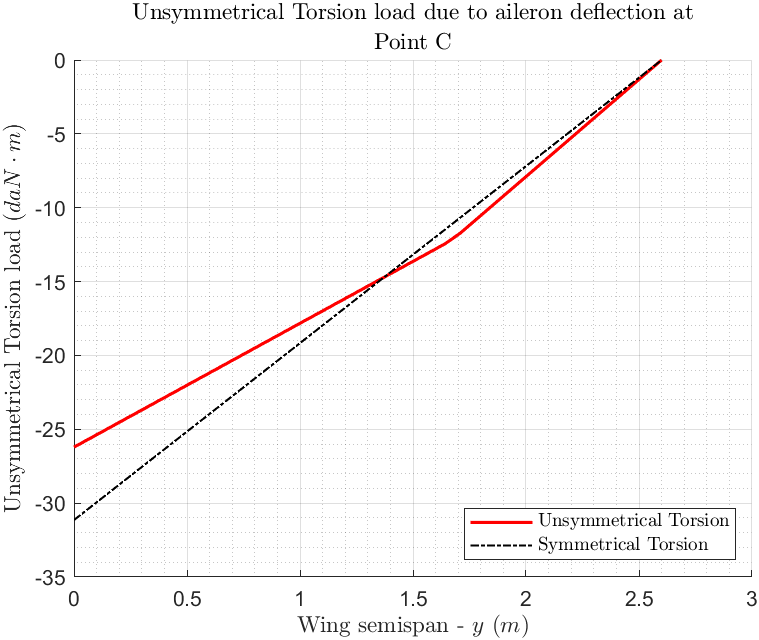 Unsymmetrical Torsion load due to aileron deflection at
Point C
Unsymmetrical Torsion load (daN · m)
0
-5
-10
-15
-20
-25
-30
-35
0
0.5
1
1.5
2
2.5
3
Unsymmetrical Torsion
Symmetrical Torsion
Wing semispan - y (m)